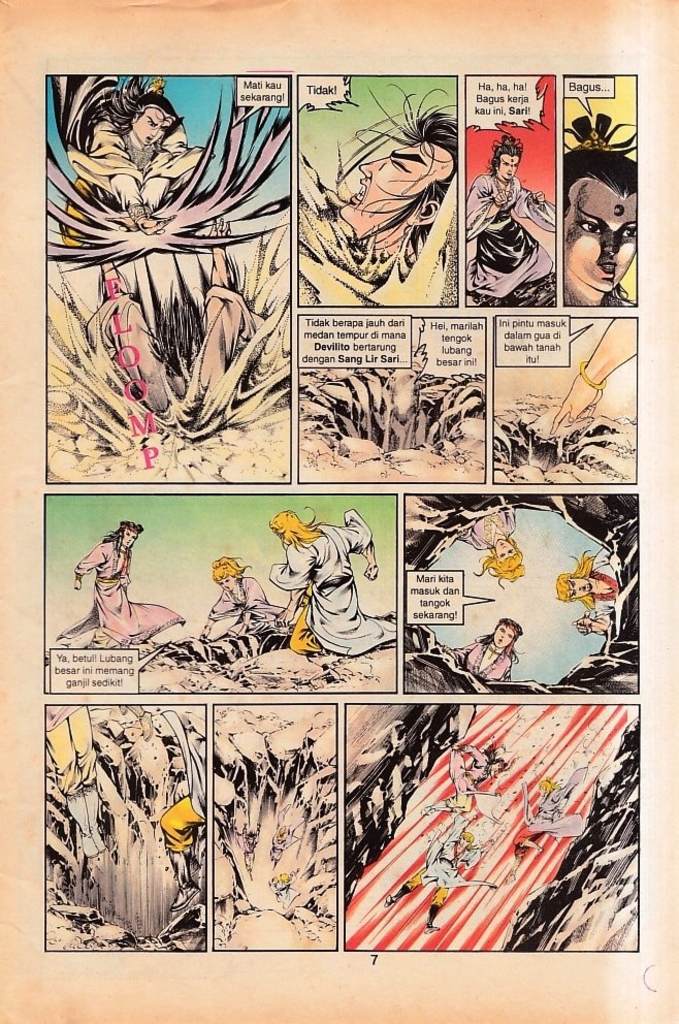 Mati kau
sekarang!
FLOOMP
Tidak!
Ha, ha, ha!
Bagus kerja
kau ini, Sari!
Bagus...
Tidak berapa jauh dari
medan tempur di mana
Devilito bertarung
dengan Sang Lir Sari...
Hei, marilah
tengok
lubang
besar ini!
Ini pintu masuk
dalam gua di
bawah tanah
itu!
Ya, betul! Lubang
besar ini memang
ganjil sedikit!
Mari kita
masuk dan
tangok
sekarang!
7